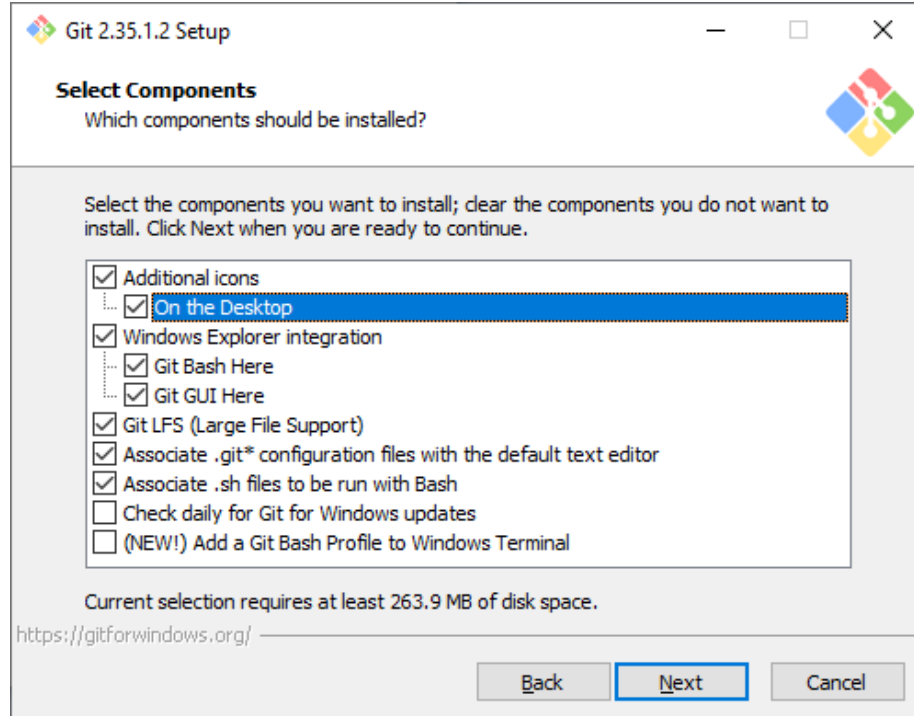 Git 2.35.1.2 Setup
Select Components
Which components should be installed?
Select the components you want to install; clear the components you do not want to
install. Click Next when you are ready to continue.
Additional icons
On the Desktop
Windows Explorer integration
Git Bash Here
Git GUI Here
Git LFS (Large File Support)
Associate .git* configuration files with the default text editor
Associate .sh files to be run with Bash
Check daily for Git for Windows updates
(NEW!) Add a Git Bash Profile to Windows Terminal
Current selection requires at least 263.9 MB of disk space.
https://gitforwindows.org/
Back Next Cancel